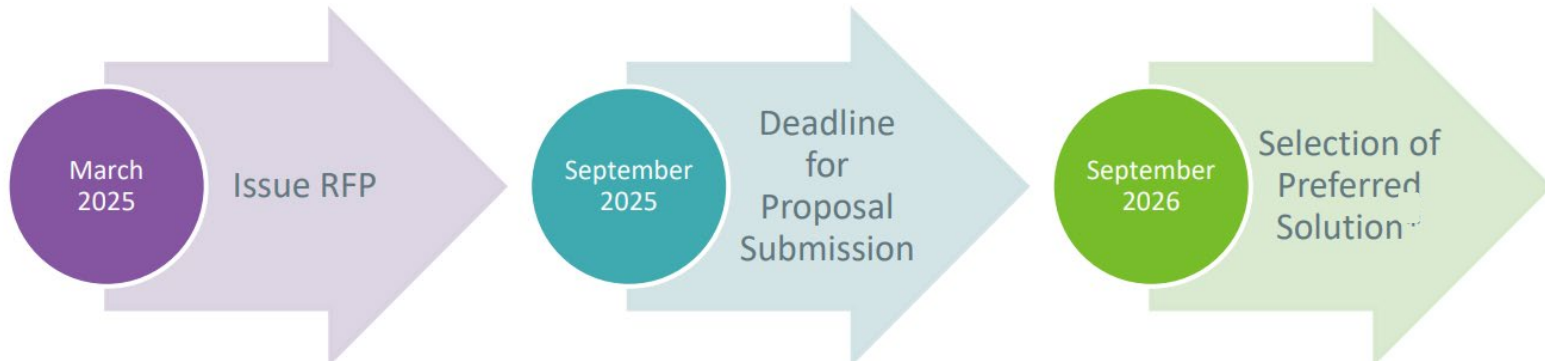 March
2025
Issue RFP
September
2025
Deadline
for
Proposal
Submission
September
2026
Selection of
Preferred
Solution